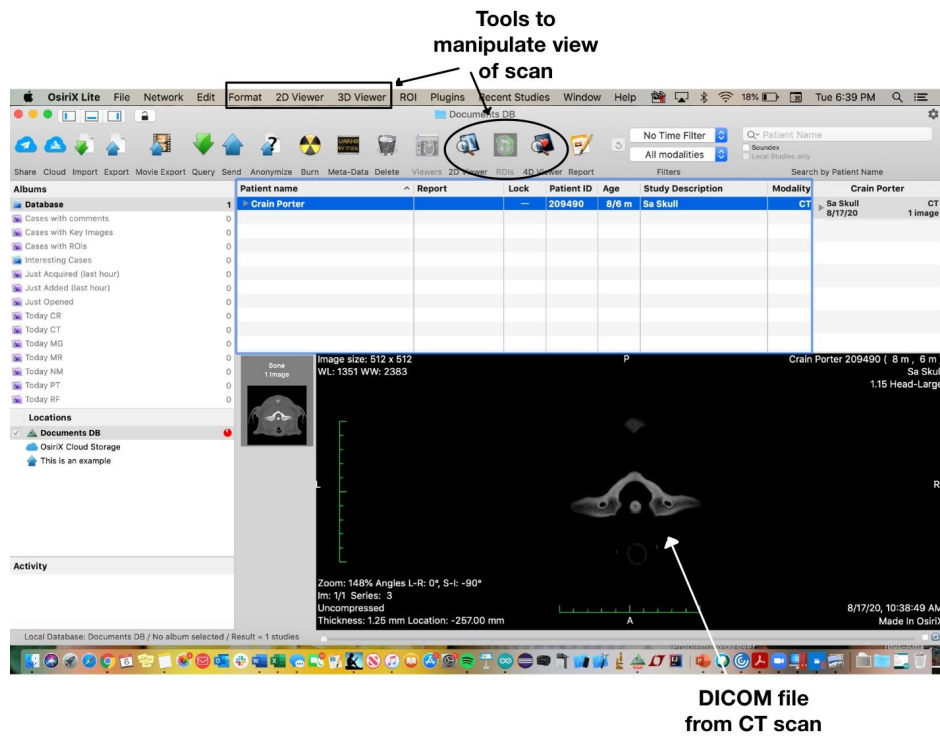 Tools to
manipulate view
of scan
OsiriX Lite File Network Edit Format 2D Viewer 3D Viewer ROI Plugins Recent Studies Window Help 18% Tue 6:39 PM
Documents DB
No Time Filter
Patient Name
Soundex
Local Studies only
All modalities
Share Cloud Import Export Movie Export Query Send Anonymize Burn Meta-Data Delete Viewers 2D Viewer ROIs 4D Viewer Report Filters Search by Patient Name
Albums
Patient name Report Lock Patient ID Age Study Description Modality
Crain Porter
Database 1
Crain Porter — 209490 8/6 m Sa Skull CT
Sa Skull CT
8/17/20 1 image
Cases with comments 0
Cases with Key Images 0
Cases with ROIs 0
Interesting Cases 0
Just Acquired (last hour) 0
Just Added (last hour) 0
Just Opened 0
Today CR 0
Today CT 0
Today MG 0
Today MR 0
Today NM 0
Today PT 0
Today RF 0
Locations
Documents DB
OsiriX Cloud Storage
This is an example
Activity
Bone
1 Image
Image size: 512 x 512
WL: 1351 WW: 2383
P
Crain Porter 209490 ( 8 m , 6 m
Sa Skul
1.15 Head-Large
L
R
Zoom: 148% Angles L-R: 0°, S-I: -90°
Im: 1/1 Series: 3
Uncompressed
Thickness: 1.25 mm Location: -257.00 mm
A
8/17/20, 10:38:49 AM
Made In OsiriX
Local Database: Documents DB / No album selected / Result = 1 studies
DICOM file
from CT scan